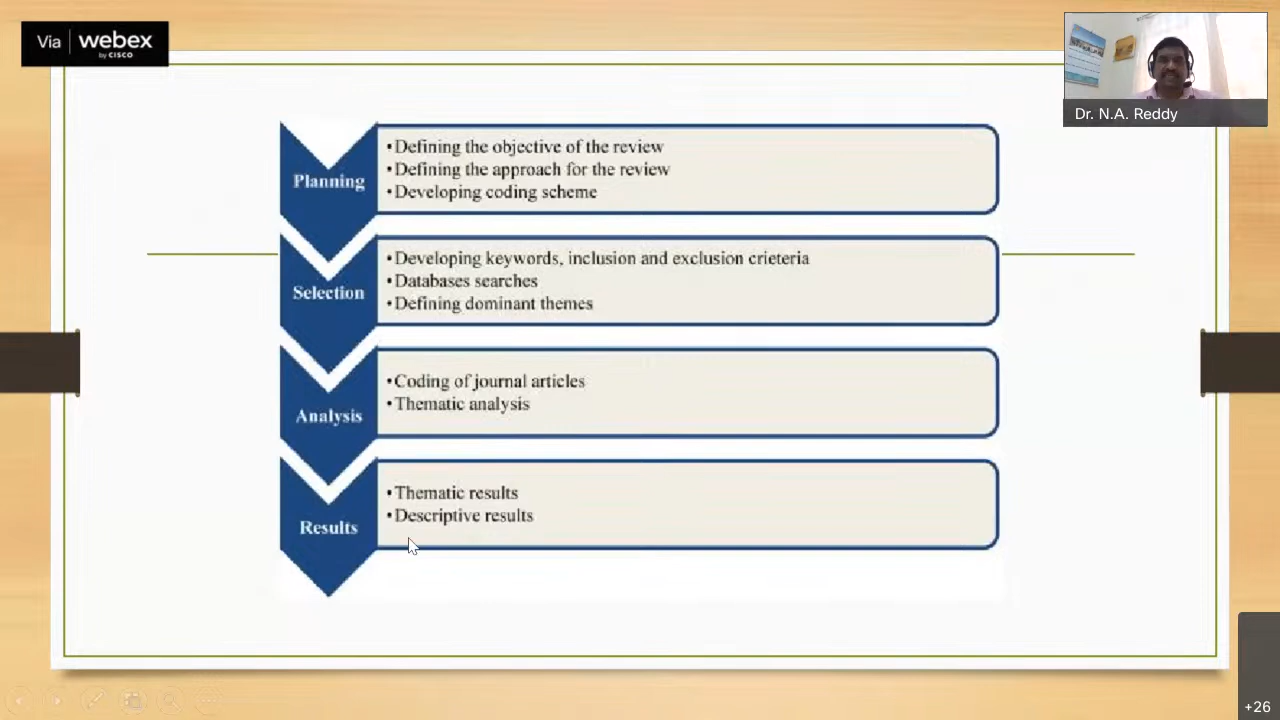 Via webex
by CISCO
Dr. N.A. Reddy
Planning
•Defining the objective of the review
•Defining the approach for the review
•Developing coding scheme
Selection
•Developing keywords, inclusion and exclusion crieteria
•Databases searches
•Defining dominant themes
Analysis
•Coding of journal articles
•Thematic analysis
Results
•Thematic results
•Descriptive results
+26